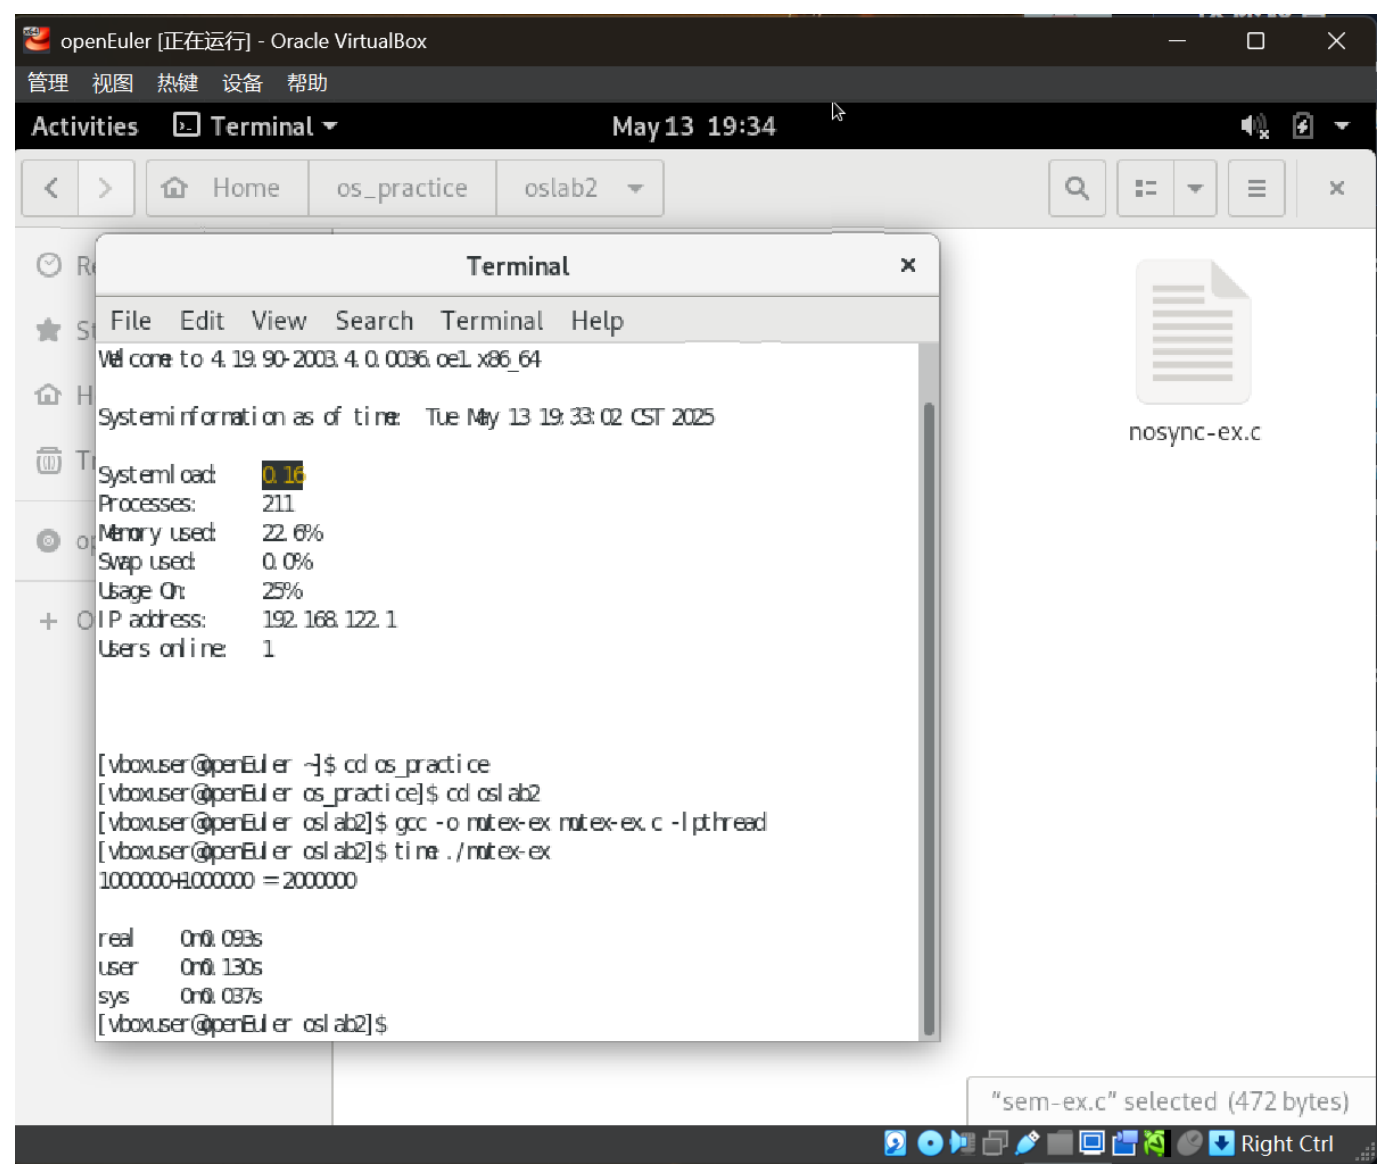 openEuler [正在运行] - Oracle VirtualBox
管理 视图 热键 设备 帮助
Activities Terminal May 13 19:34
Home os_practice oslab2
Terminal
File Edit View Search Terminal Help
Welcome to 4.19.90-2003.4.0.0036.oe1.x86_64
System information as of time: Tue May 13 19:33:02 CST 2025
System load: 0.16
Processes: 211
Memory used: 22.6%
Swap used: 0.0%
Usage On: 25%
IP address: 192.168.122.1
Users online: 1
[vboxuser@openEuler ~]$ cd os_practice
[vboxuser@openEuler os_practice]$ cd oslab2
[vboxuser@openEuler oslab2]$ gcc -o mutex-ex mutex-ex.c -lpthread
[vboxuser@openEuler oslab2]$ time ./mutex-ex
1000000+1000000 = 2000000
real 0m0.093s
user 0m0.130s
sys 0m0.037s
[vboxuser@openEuler oslab2]$
nosync-ex.c
"sem-ex.c" selected (472 bytes)
Right Ctrl